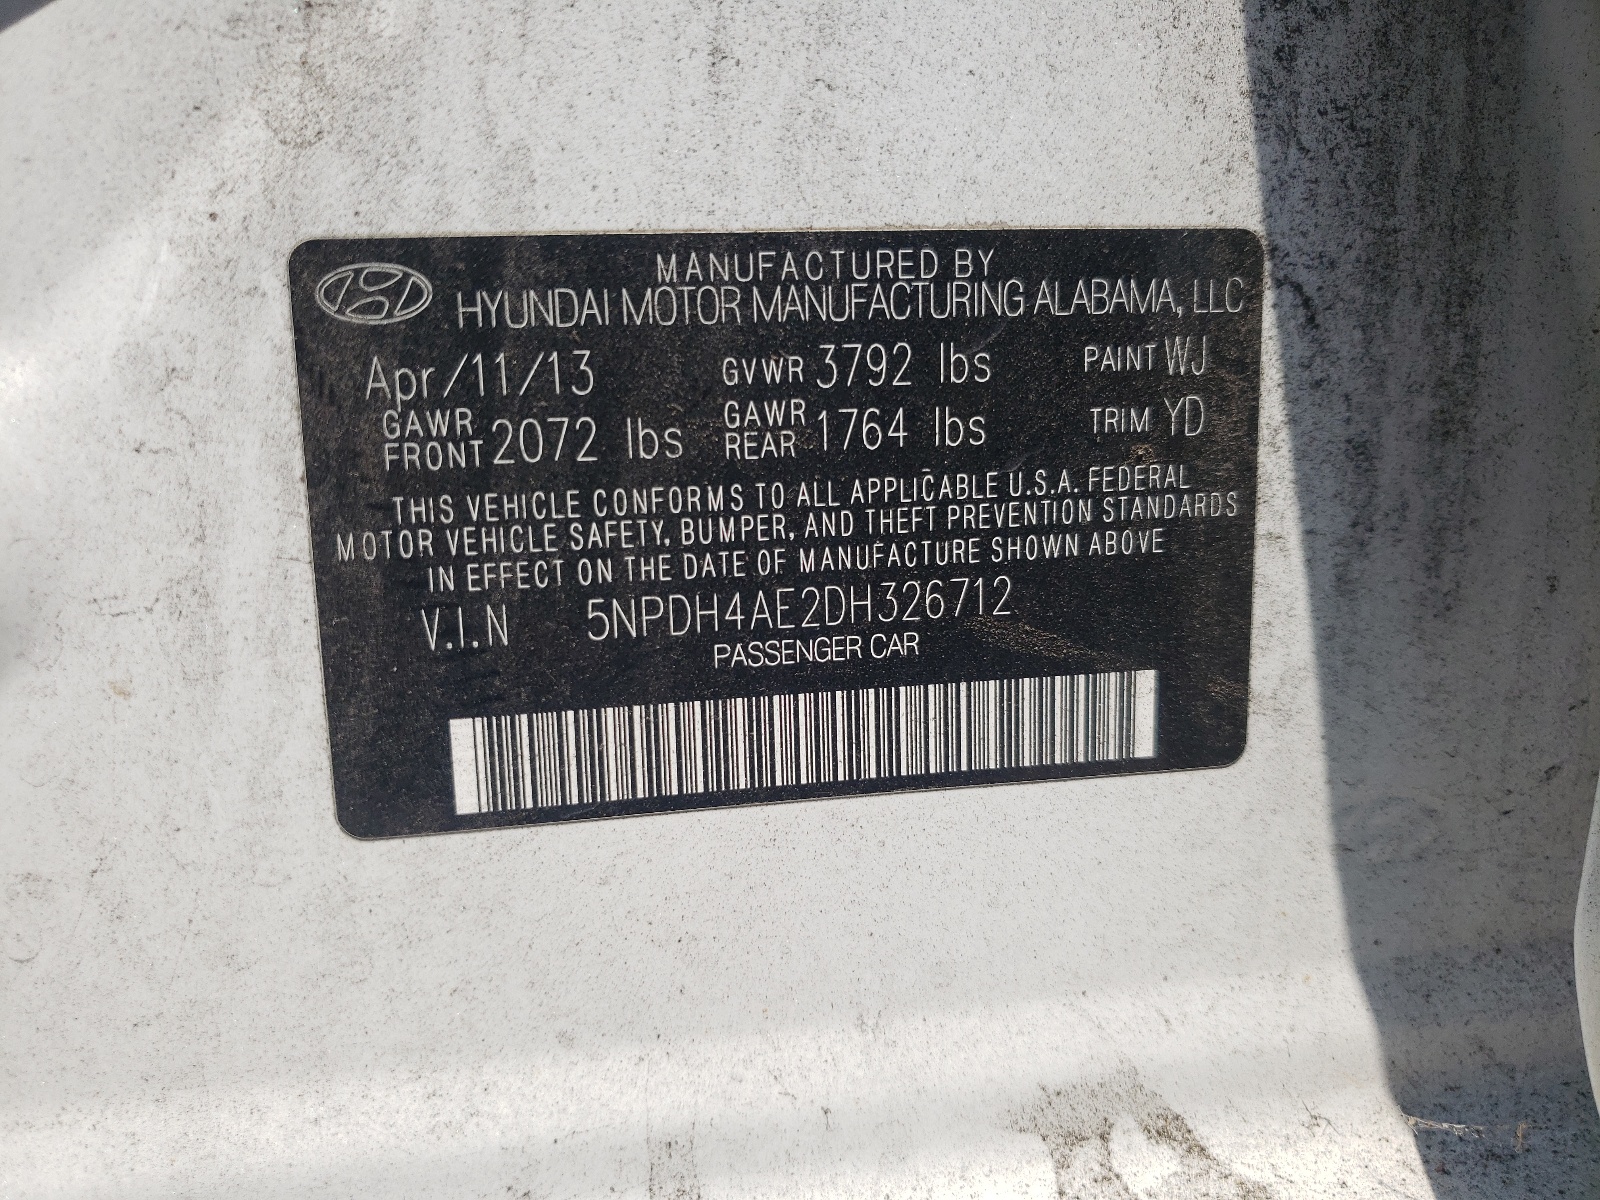 MANUFACTURED BY
HYUNDAI MOTOR MANUFACTURING ALABAMA, LLC
Apr/11/13 GVWR 3792 lbs PAINT WJ
GAWR FRONT 2072 lbs GAWR REAR 1764 lbs TRIM YD
THIS VEHICLE CONFORMS TO ALL APPLICABLE U.S.A. FEDERAL
MOTOR VEHICLE SAFETY, BUMPER, AND THEFT PREVENTION STANDARDS
IN EFFECT ON THE DATE OF MANUFACTURE SHOWN ABOVE
V.I.N 5NPDH4AE2DH326712
PASSENGER CAR